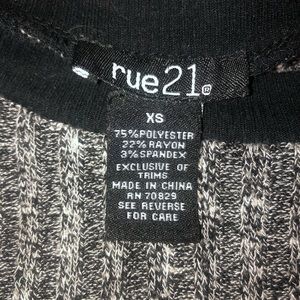 rue21®
XS
75%POLYESTER
22%RAYON
3%SPANDEX
EXCLUSIVE OF
TRIMS
MADE IN CHINA
RN 70829
SEE REVERSE
FOR CARE